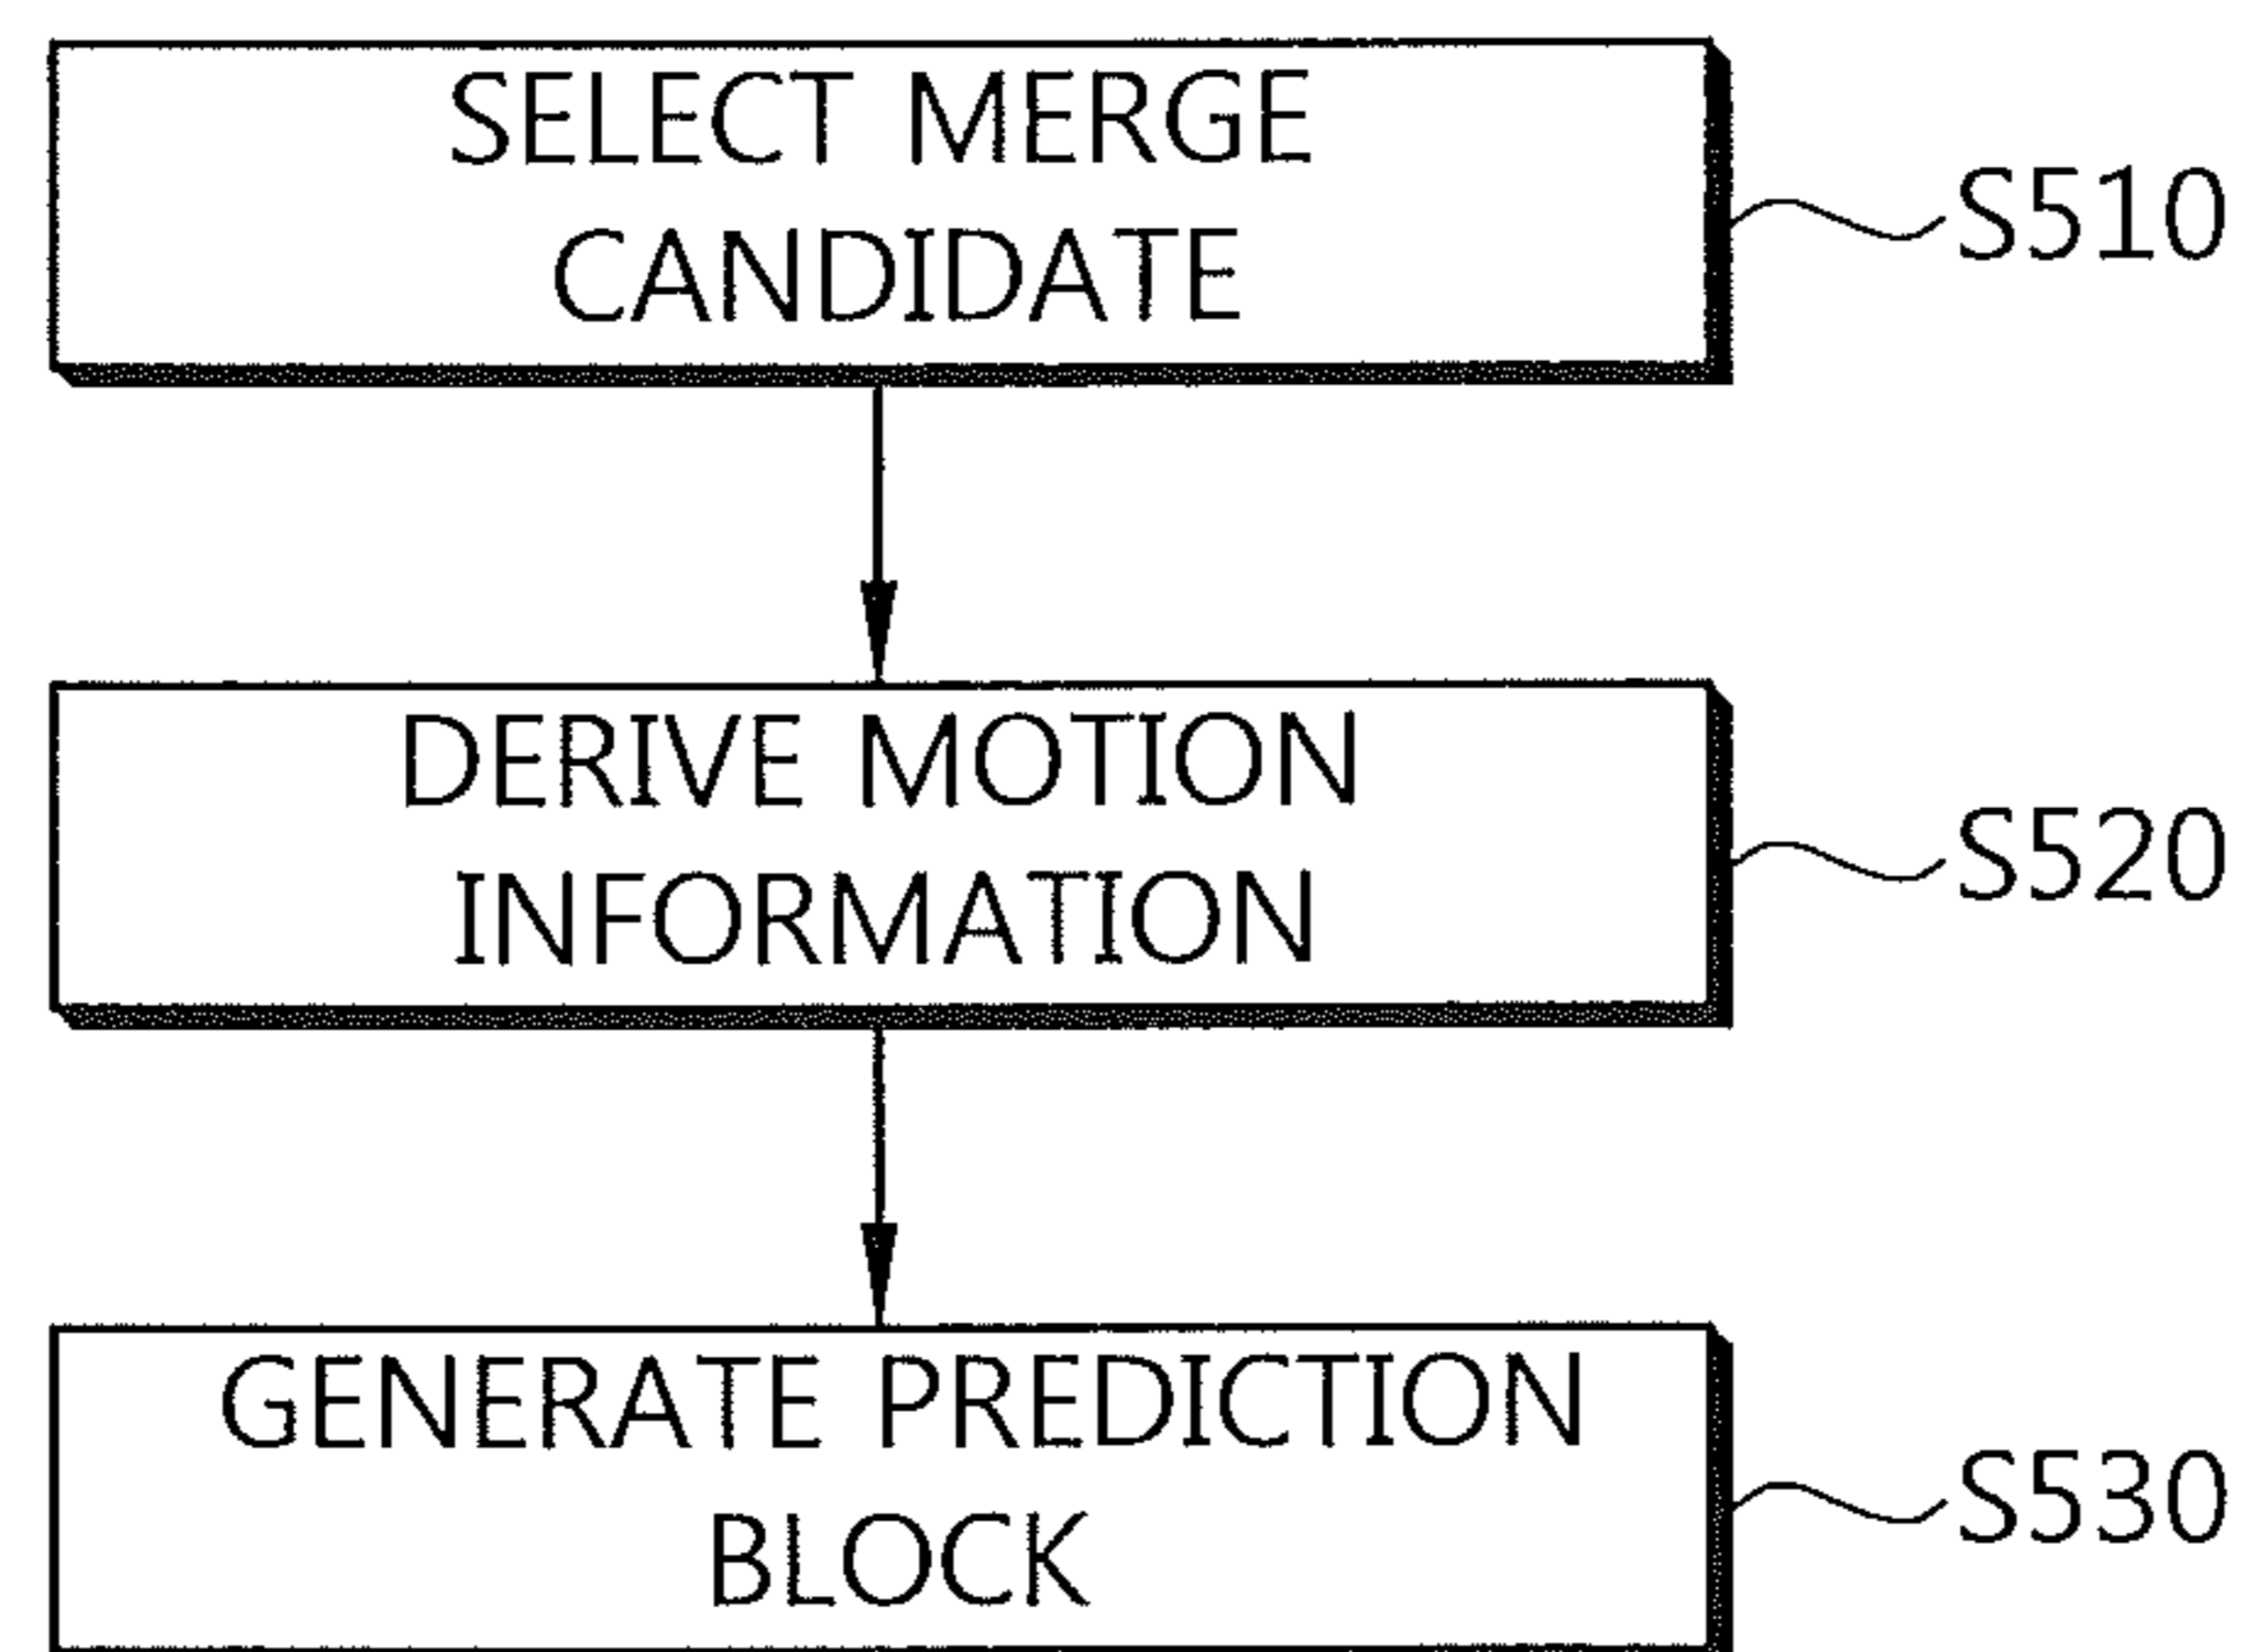 SELECT MERGE
CANDIDATE
S510
DERIVE MOTION
INFORMATION
S520
GENERATE PREDICTION
BLOCK
S530